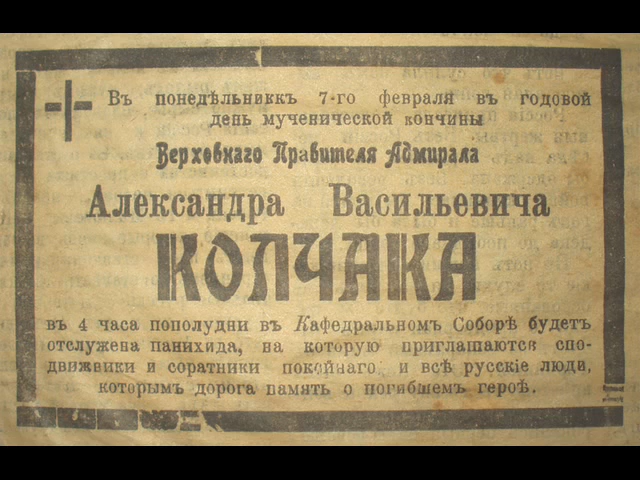 Въ понедѣльниккъ 7-го февраля въ годовой
день мученической кончины
Верховнаго Правителя Адмирала
Александра Васильевича
КОЛЧАКА
въ 4 часа пополудни въ Кафедральномъ Соборѣ будетъ
отслужена панихида, на которую приглашаются спо-
движники и соратники покойнаго и всѣ русскіе люди,
которымъ дорога память о погибшемъ героѣ.